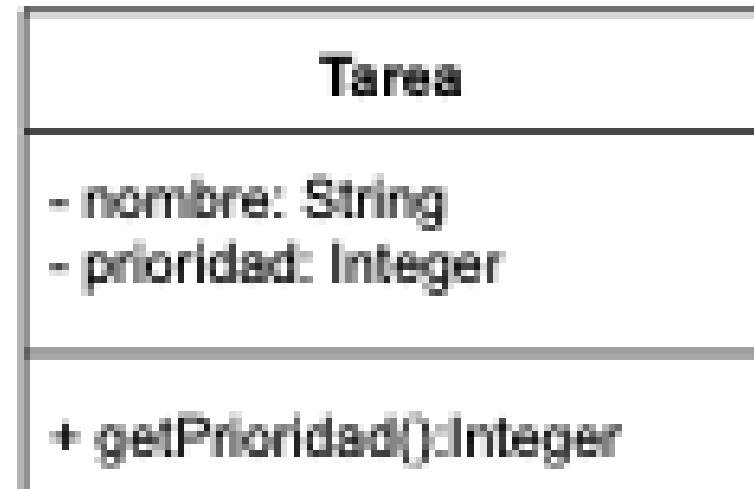 Tarea
- nombre: String
- prioridad: Integer
+ getPrioridad():Integer